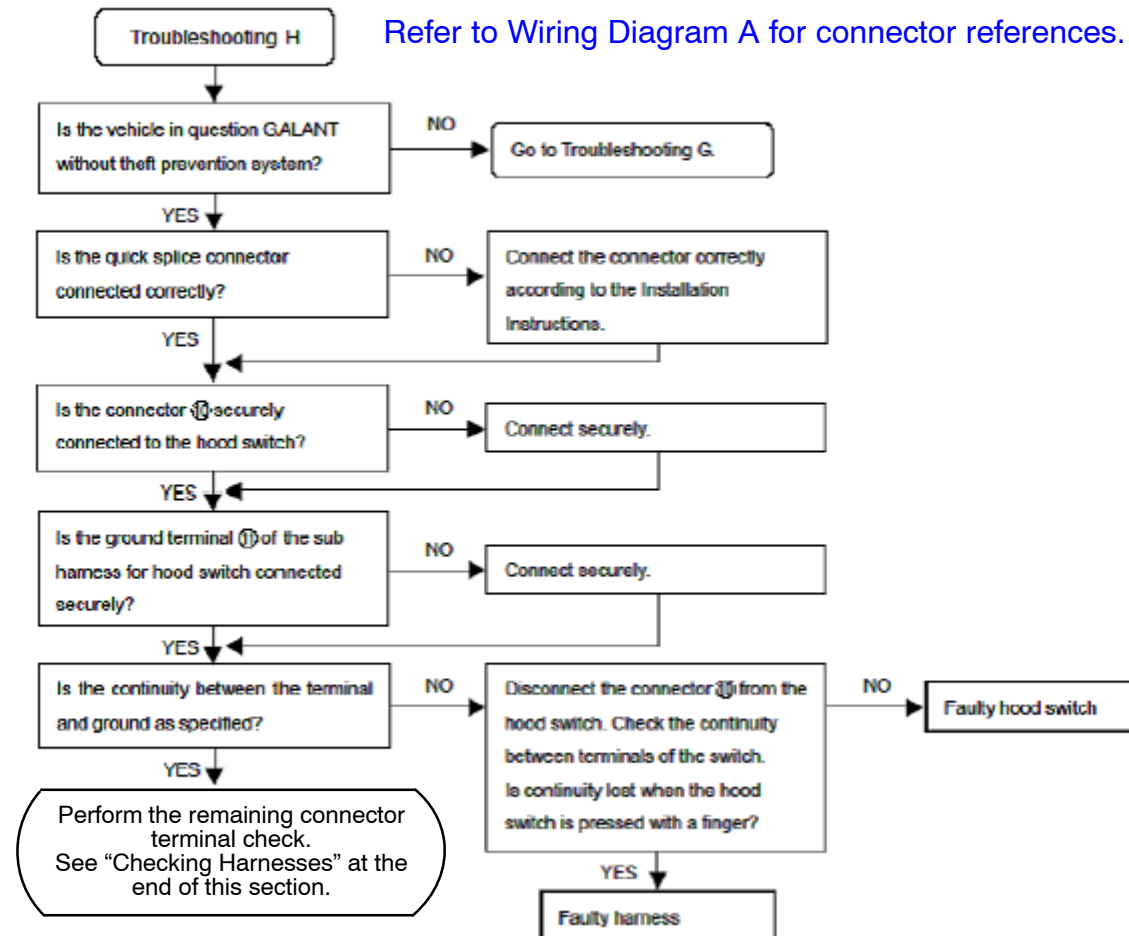 Troubleshooting H
Refer to Wiring Diagram A for connector references.
Is the vehicle in question GALANT
without theft prevention system?
NO
Go to Troubleshooting G.
YES
Is the quick splice connector
connected correctly?
NO
Connect the connector correctly
according to the Installation
Instructions.
YES
Is the connector ⑩ securely
connected to the hood switch?
NO
Connect securely.
YES
Is the ground terminal ⑪ of the sub
harness for hood switch connected
securely?
NO
Connect securely.
YES
Is the continuity between the terminal
and ground as specified?
NO
Disconnect the connector from the
hood switch. Check the continuity
between terminals of the switch.
Is continuity lost when the hood
switch is pressed with a finger?
NO
Faulty hood switch
YES
Perform the remaining connector
terminal check.
See “Checking Harnesses” at the
end of this section.
YES
Faulty harness